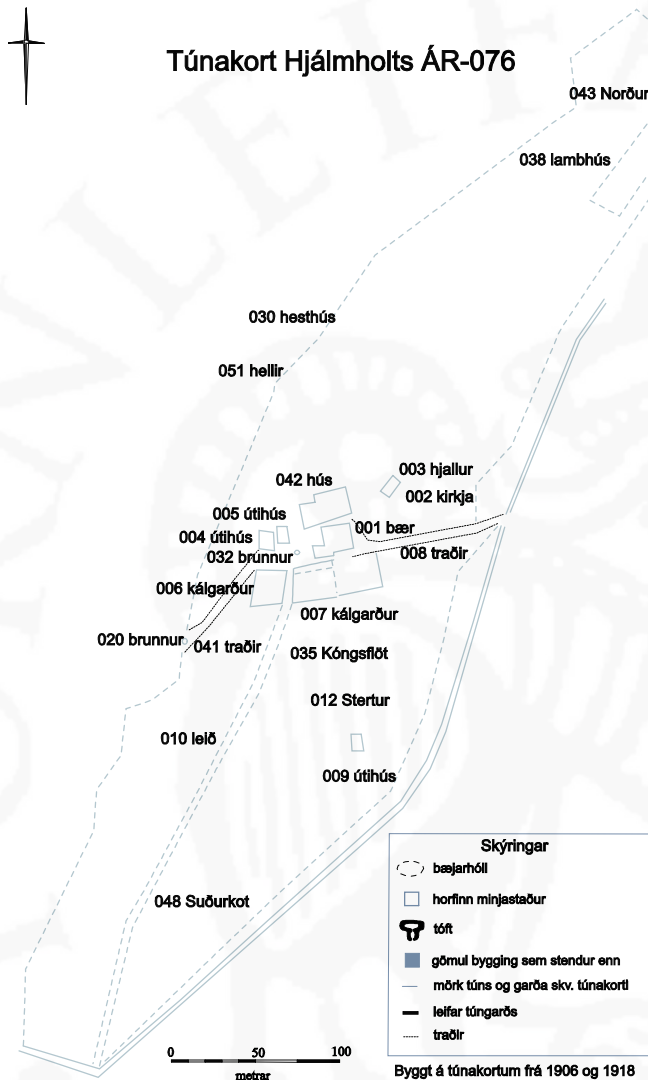 Túnakort Hjálmholts ÁR-076
043 Norður
038 lambhús
030 hesthús
051 hellir
003 hjallur
042 hús
002 kirkja
005 útihús
001 bær
004 útihús
008 traðir
032 brunnur
006 kálgarður
007 kálgarður
020 brunnur
041 traðir
035 Kóngsflöt
012 Stertur
010 leið
009 útihús
048 Suðurkot
Skýringar
bæjarhóll
horfinn minjastaður
tóft
gömul bygging sem stendur enn
mörk túns og garða skv. túnakorti
leifar túngarðs
traðir
0 50 100
metrar
Byggt á túnakortum frá 1906 og 1918